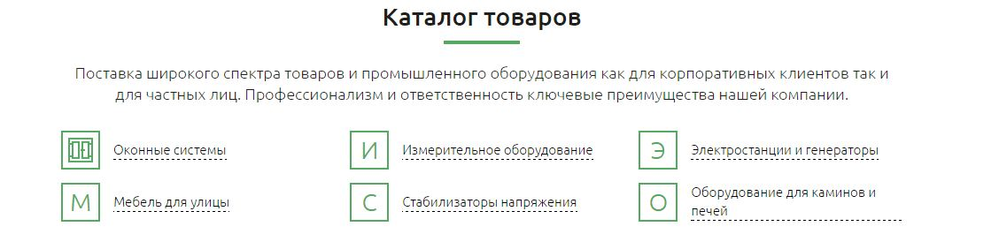 Каталог товаров
Поставка широкого спектра товаров и промышленного оборудования как для корпоративных клиентов так и
для частных лиц. Профессионализм и ответственность ключевые преимущества нашей компании.
Оконные системы
И Измерительное оборудование
Э Электростанции и генераторы
М Мебель для улицы
С Стабилизаторы напряжения
О Оборудование для каминов и
печей